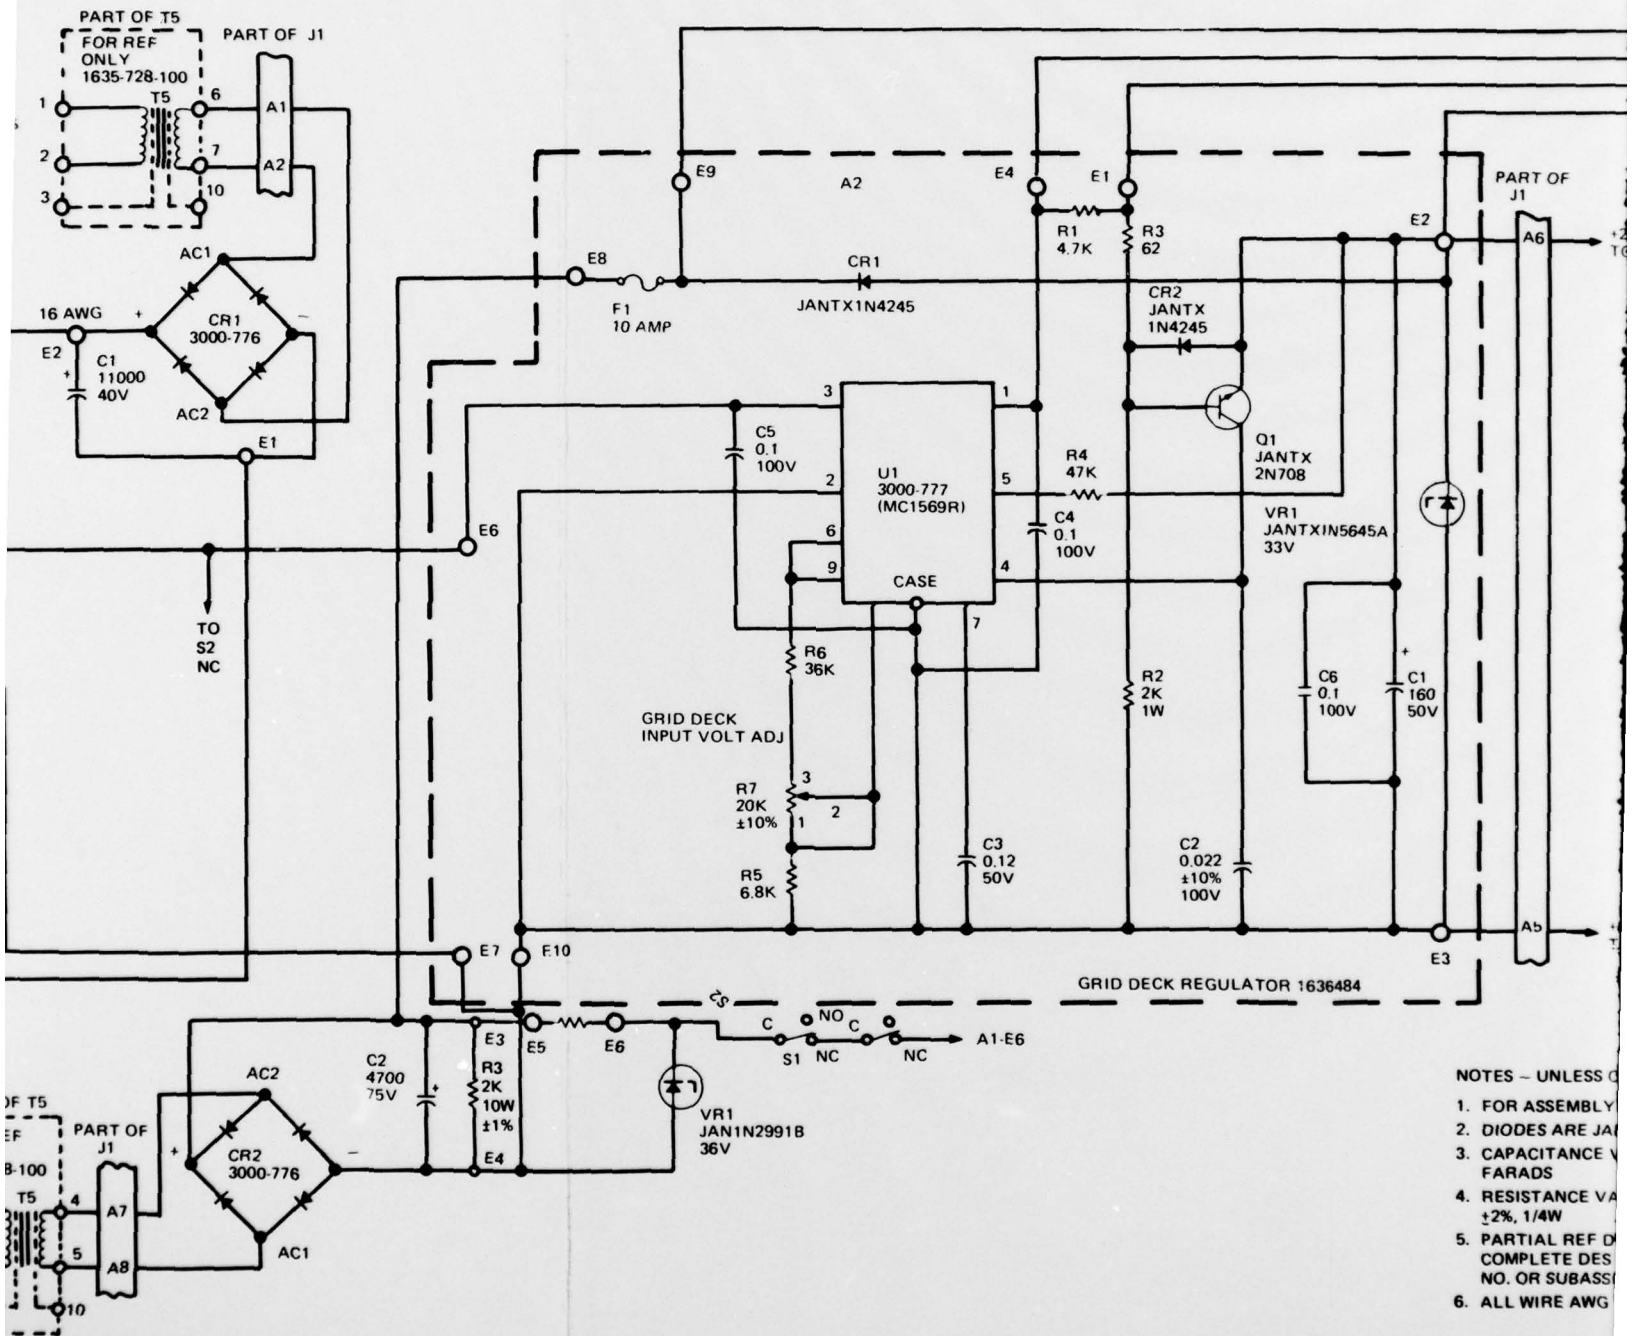 PART OF T5
FOR REF
ONLY
1635-728-100
PART OF J1
T5
1
2
3
6
7
10
A1
A2
AC1
CR1
3000-776
+
−
AC2
16 AWG
E2
+
C1
11000
40V
E1
E8
F1
10 AMP
E9
A2
CR1
JANTX1N4245
E4
E1
R1
4.7K
R3
62
CR2
JANTX
1N4245
E2
PART OF
J1
A6
3
2
6
9
1
5
4
7
U1
3000-777
(MC1569R)
CASE
C5
0.1
100V
E6
R4
47K
C4
0.1
100V
Q1
JANTX
2N708
VR1
JANTXIN5645A
33V
TO
S2
NC
R6
36K
GRID DECK
INPUT VOLT ADJ
R7
20K
±10%
3
2
1
R5
6.8K
C3
0.12
50V
R2
2K
1W
C2
0.022
±10%
100V
C6
0.1
100V
+
C1
160
50V
A5
E3
E7
E10
GRID DECK REGULATOR 1636484
S2
E3
E5
E6
C
NO
C
S1
NC
NC
A1-E6
C2
4700
75V
+
R3
2K
10W
±1%
E4
VR1
JAN1N2991B
36V
AC2
CR2
3000-776
+
−
AC1
OF T5
EF
8-100
T5
4
5
10
PART OF
J1
A7
A8
NOTES – UNLESS
1. FOR ASSEMBLY
2. DIODES ARE JA
3. CAPACITANCE V
FARADS
4. RESISTANCE VA
±2%, 1/4W
5. PARTIAL REF D
COMPLETE DES
NO. OR SUBASS
6. ALL WIRE AWG